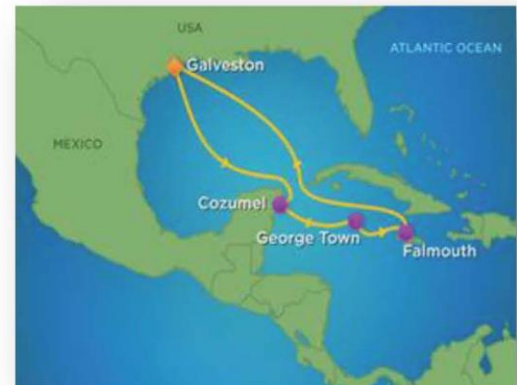 USA
ATLANTIC OCEAN
Galveston
MEXICO
Cozumel
George Town
Falmouth